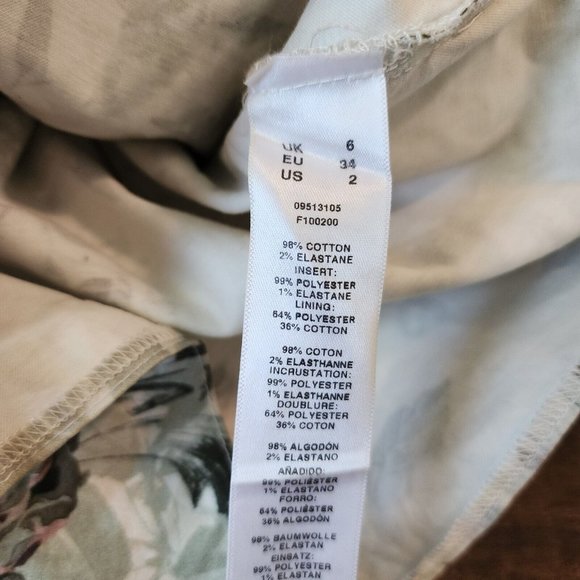 UK 6
EU 34
US 2
09513105
F100200
98% COTTON
2% ELASTANE
INSERT:
99% POLYESTER
1% ELASTANE
LINING:
64% POLYESTER
36% COTTON
98% COTON
2% ELASTHANNE
INCRUSTATION:
99% POLYESTER
1% ELASTHANNE
DOUBLURE:
64% POLYESTER
36% COTON
98% ALGODÓN
2% ELASTANO
AÑADIDO:
99% POLIÉSTER
1% ELASTANO
FORRO:
64% POLIÉSTER
36% ALGODÓN
98% BAUMWOLLE
2% ELASTAN
EINSATZ:
99% POLYESTER
1% ELASTAN